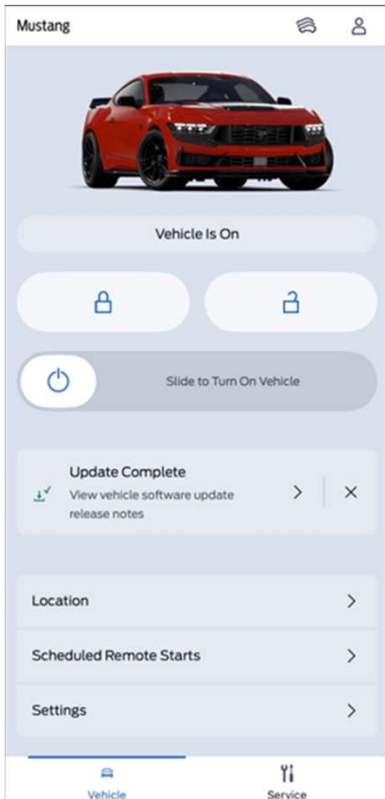 Mustang
Vehicle Is On
Slide to Turn On Vehicle
Update Complete
View vehicle software update
release notes
Location
Scheduled Remote Starts
Settings
Vehicle
Service